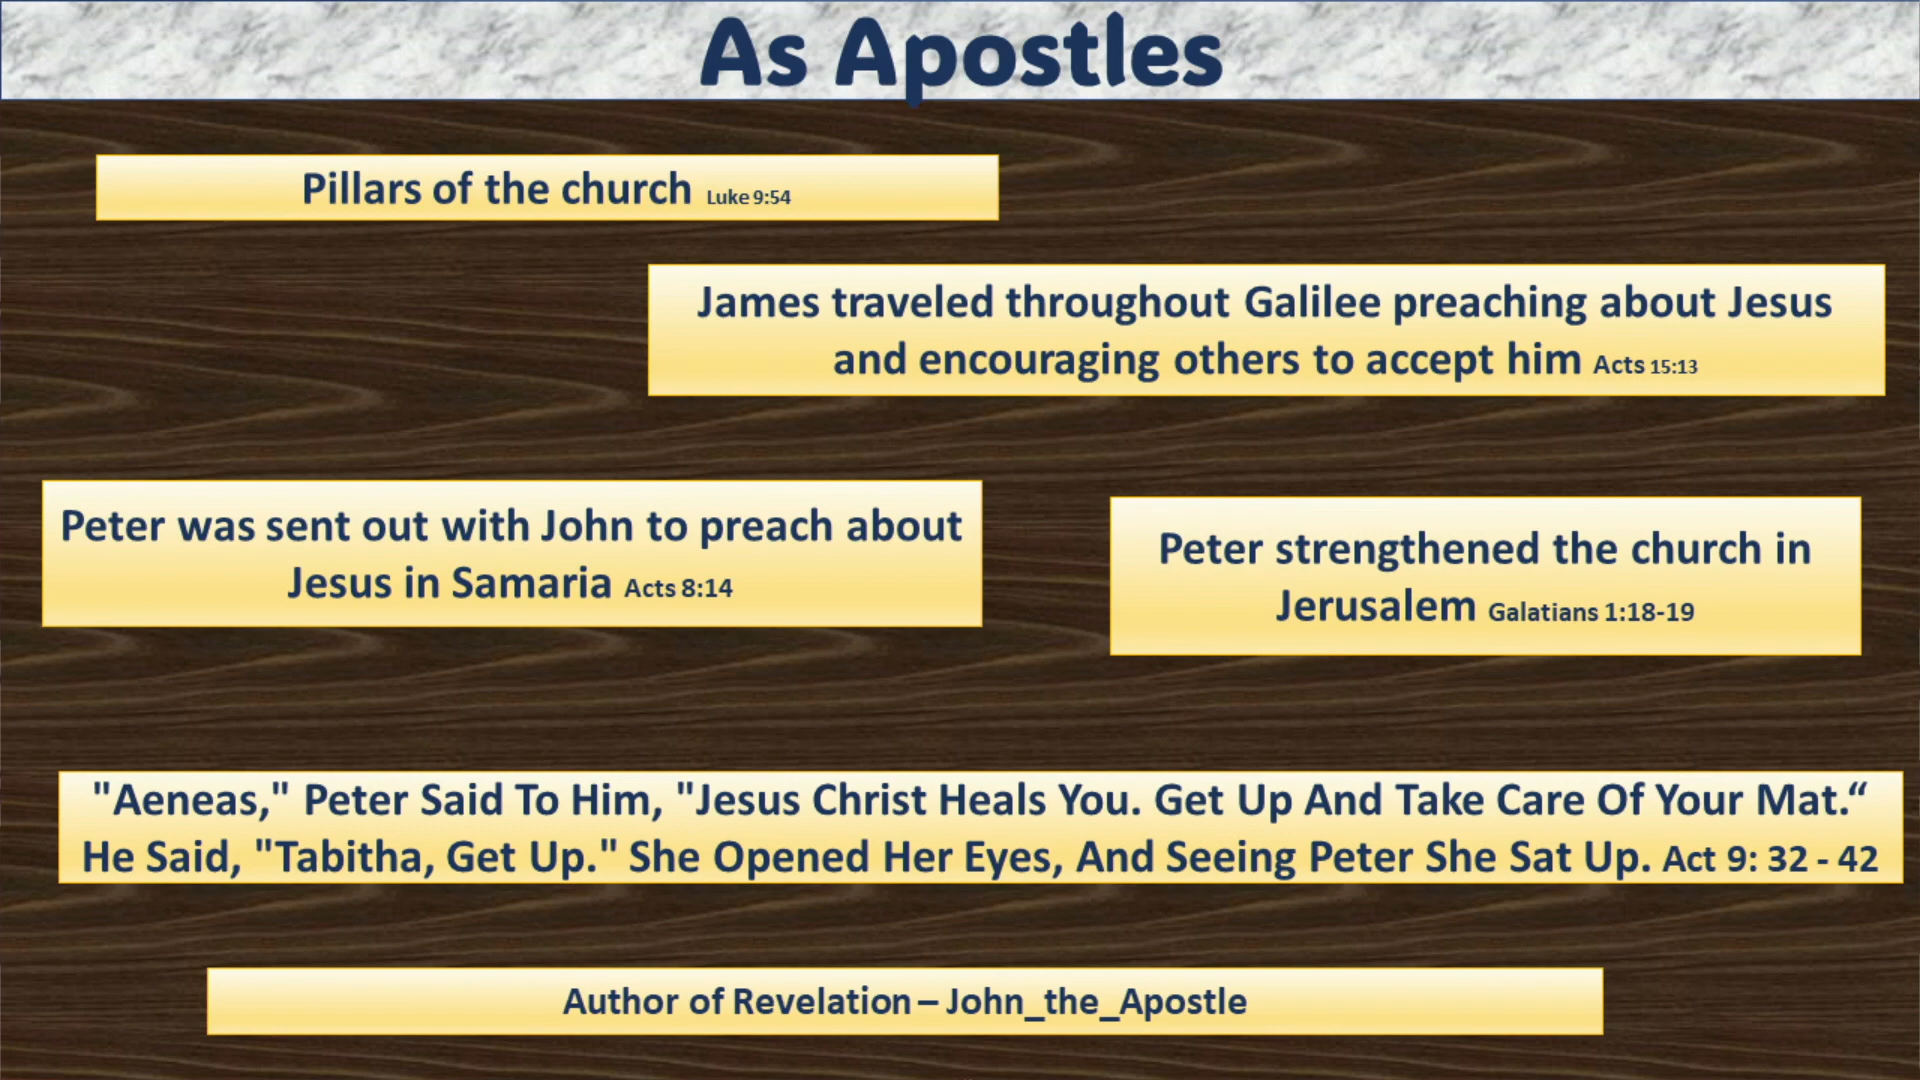 As Apostles
Pillars of the church Luke 9:54
James traveled throughout Galilee preaching about Jesus
and encouraging others to accept him Acts 15:13
Peter was sent out with John to preach about
Jesus in Samaria Acts 8:14
Peter strengthened the church in
Jerusalem Galatians 1:18-19
"Aeneas," Peter Said To Him, "Jesus Christ Heals You. Get Up And Take Care Of Your Mat.“
He Said, "Tabitha, Get Up." She Opened Her Eyes, And Seeing Peter She Sat Up. Act 9: 32 - 42
Author of Revelation – John_the_Apostle